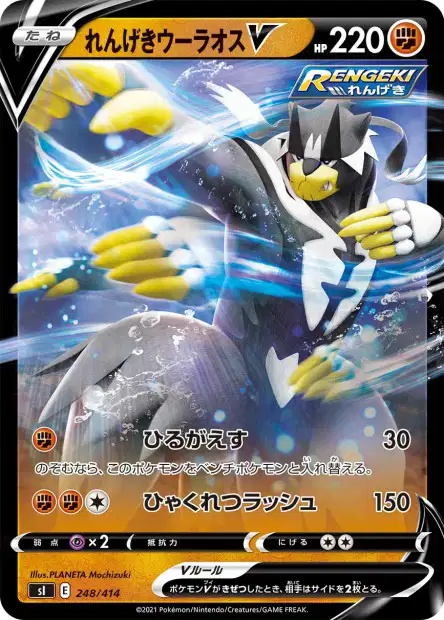 たね
れんげきウーラオスV
HP 220
RENGEKI
れんげき
ひるがえす 30
のぞむなら、このポケモンをベンチポケモンと入れ替える。
ひゃくれつラッシュ 150
弱点 ×2 抵抗力 にげる
Illus.PLANETA Mochizuki
Vルール
ポケモンVがきぜつしたとき、相手はサイドを2枚とる。
sI E 248/414
©2021 Pokémon/Nintendo/Creatures/GAME FREAK.